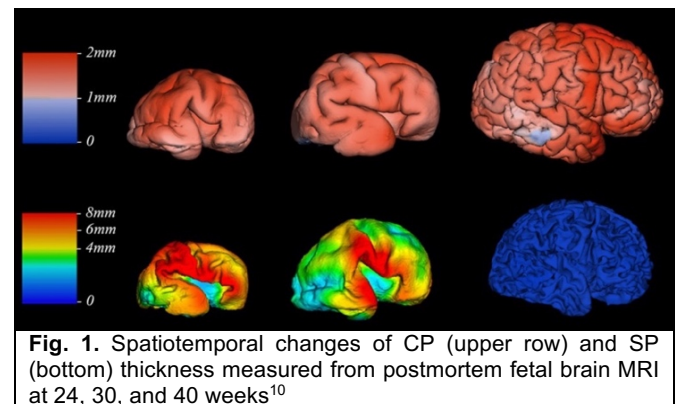 2mm
1mm
0
8mm
6mm
4mm
0
Fig. 1. Spatiotemporal changes of CP (upper row) and SP
(bottom) thickness measured from postmortem fetal brain MRI
at 24, 30, and 40 weeks¹⁰